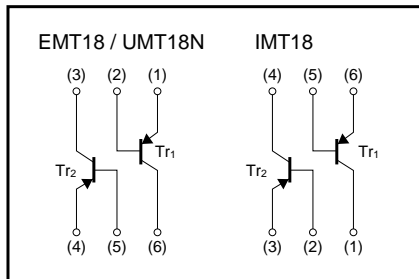 EMT18 / UMT18N IMT18
(3) (2) (1) (4) (5) (6)
Tr1 Tr1
Tr2 Tr2
(4) (5) (6) (3) (2) (1)